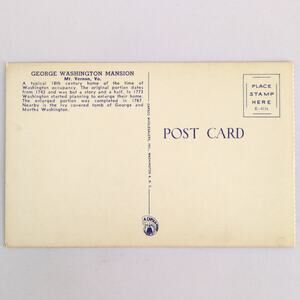 GEORGE WASHINGTON MANSION
Mt. Vernon, Va.
A typical 18th century home of the time of
Washington occupancy. The original portion dates
from 1743 and was but a story and a half. In 1773
Washington started planning to enlarge their home.
The enlarged portion was completed in 1787.
Nearby is the ivy covered tomb of George and
Martha Washington.
POST CARD
PLACE
STAMP
HERE